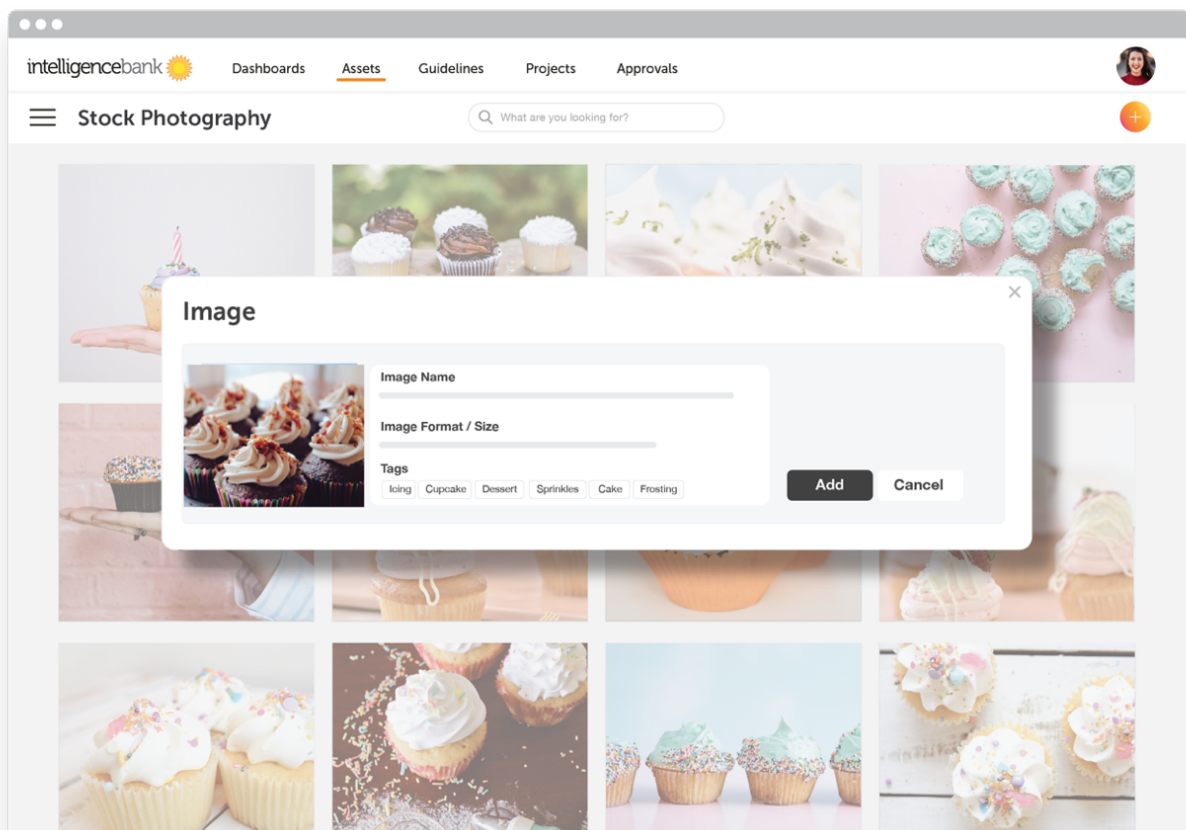 intelligencebank Dashboards Assets Guidelines Projects Approvals
Stock Photography What are you looking for?
Image
Image Name
Image Format / Size
Tags
Icing Cupcake Dessert Sprinkles Cake Frosting
Add Cancel